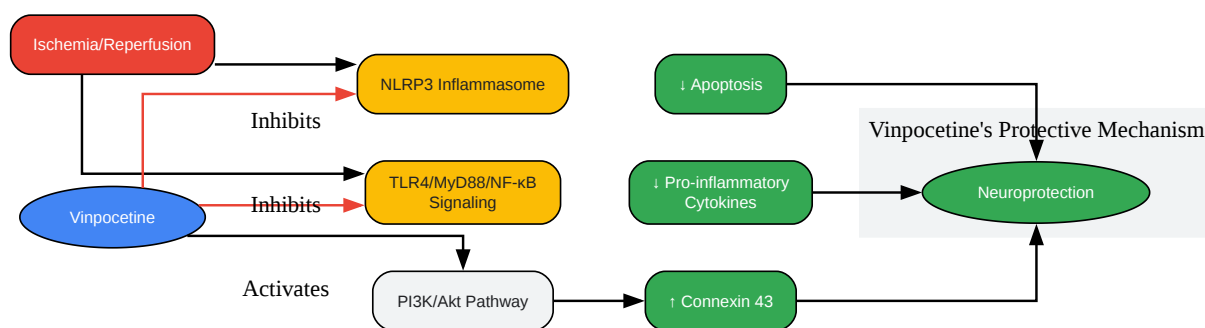 Ischemia/Reperfusion
NLRP3 Inflammasome
↓ Apoptosis
Inhibits
Vinpocetine's Protective Mechanism
TLR4/MyD88/NF-κB
Signaling
↓ Pro-inflammatory
Cytokines
Neuroprotection
Vinpocetine
Inhibits
Activates
PI3K/Akt Pathway
↑ Connexin 43